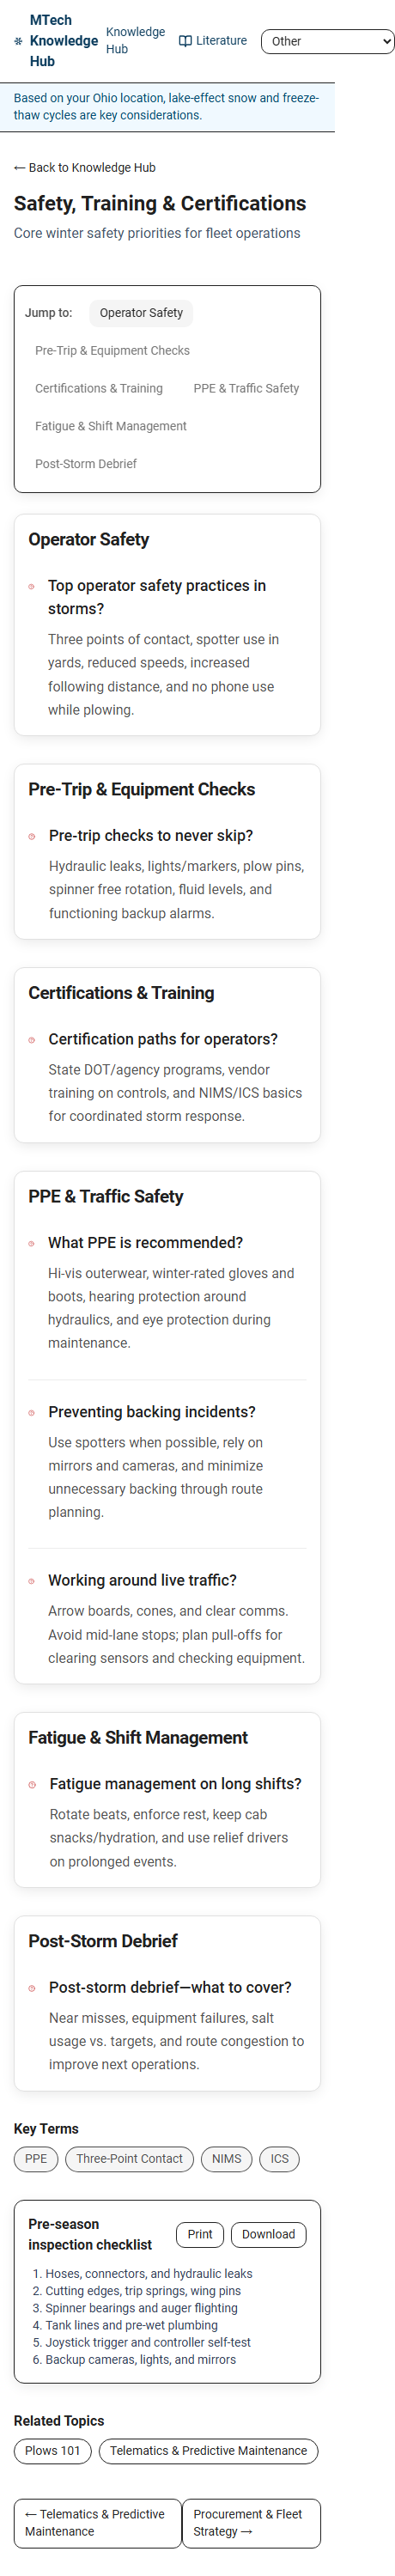 MTech
Knowledge
Hub
Knowledge
Hub
Literature
Other
Based on your Ohio location, lake-effect snow and freeze-
thaw cycles are key considerations.
← Back to Knowledge Hub
Safety, Training & Certifications
Core winter safety priorities for fleet operations
Jump to:
Operator Safety
Pre-Trip & Equipment Checks
Certifications & Training
PPE & Traffic Safety
Fatigue & Shift Management
Post-Storm Debrief
Operator Safety
Top operator safety practices in
storms?
Three points of contact, spotter use in
yards, reduced speeds, increased
following distance, and no phone use
while plowing.
Pre-Trip & Equipment Checks
Pre-trip checks to never skip?
Hydraulic leaks, lights/markers, plow pins,
spinner free rotation, fluid levels, and
functioning backup alarms.
Certifications & Training
Certification paths for operators?
State DOT/agency programs, vendor
training on controls, and NIMS/ICS basics
for coordinated storm response.
PPE & Traffic Safety
What PPE is recommended?
Hi-vis outerwear, winter-rated gloves and
boots, hearing protection around
hydraulics, and eye protection during
maintenance.
Preventing backing incidents?
Use spotters when possible, rely on
mirrors and cameras, and minimize
unnecessary backing through route
planning.
Working around live traffic?
Arrow boards, cones, and clear comms.
Avoid mid-lane stops; plan pull-offs for
clearing sensors and checking equipment.
Fatigue & Shift Management
Fatigue management on long shifts?
Rotate beats, enforce rest, keep cab
snacks/hydration, and use relief drivers
on prolonged events.
Post-Storm Debrief
Post-storm debrief—what to cover?
Near misses, equipment failures, salt
usage vs. targets, and route congestion to
improve next operations.
Key Terms
PPE
Three-Point Contact
NIMS
ICS
Pre-season
inspection checklist
Print
Download
1. Hoses, connectors, and hydraulic leaks
2. Cutting edges, trip springs, wing pins
3. Spinner bearings and auger flighting
4. Tank lines and pre-wet plumbing
5. Joystick trigger and controller self-test
6. Backup cameras, lights, and mirrors
Related Topics
Plows 101
Telematics & Predictive Maintenance
← Telematics & Predictive
Maintenance
Procurement & Fleet
Strategy →